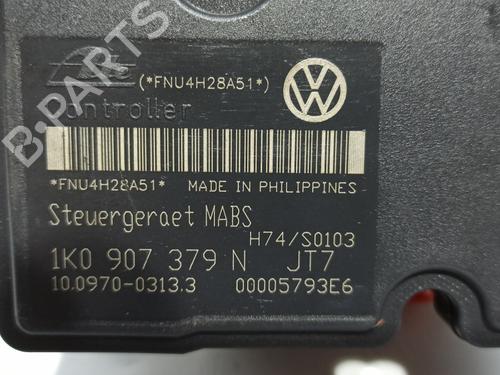 (*FNU4H28A51*)
Controller
*FNU4H28A51* MADE IN PHILIPPINES
Steuergeraet MABS
H74/S0103
1K0 907 379 N JT7
10.0970-0313.3 00005793E6
B-PARTS